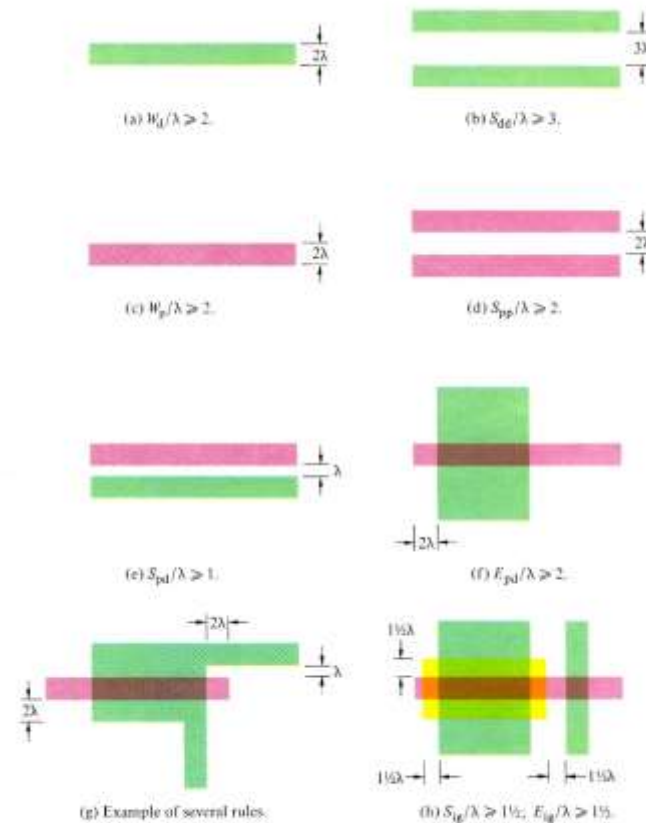 2λ
3λ
(a) W_d/λ ⩾ 2.
(b) S_dd/λ ⩾ 3.
2λ
2λ
(c) W_p/λ ⩾ 2.
(d) S_pp/λ ⩾ 2.
λ
2λ
(e) S_pd/λ ⩾ 1.
(f) E_pd/λ ⩾ 2.
2λ
1½λ
λ
2λ
1½λ
1½λ
(g) Example of several rules.
(h) S_ig/λ ⩾ 1½; E_ig/λ ⩾ 1½.